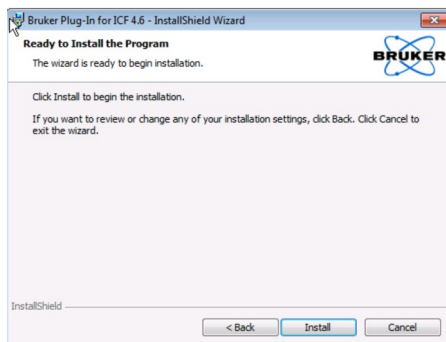 Bruker Plug-In for ICF 4.6 - InstallShield Wizard
Ready to Install the Program
The wizard is ready to begin installation.
BRUKER
Click Install to begin the installation.
If you want to review or change any of your installation settings, click Back. Click Cancel to
exit the wizard.
InstallShield
< Back
Install
Cancel